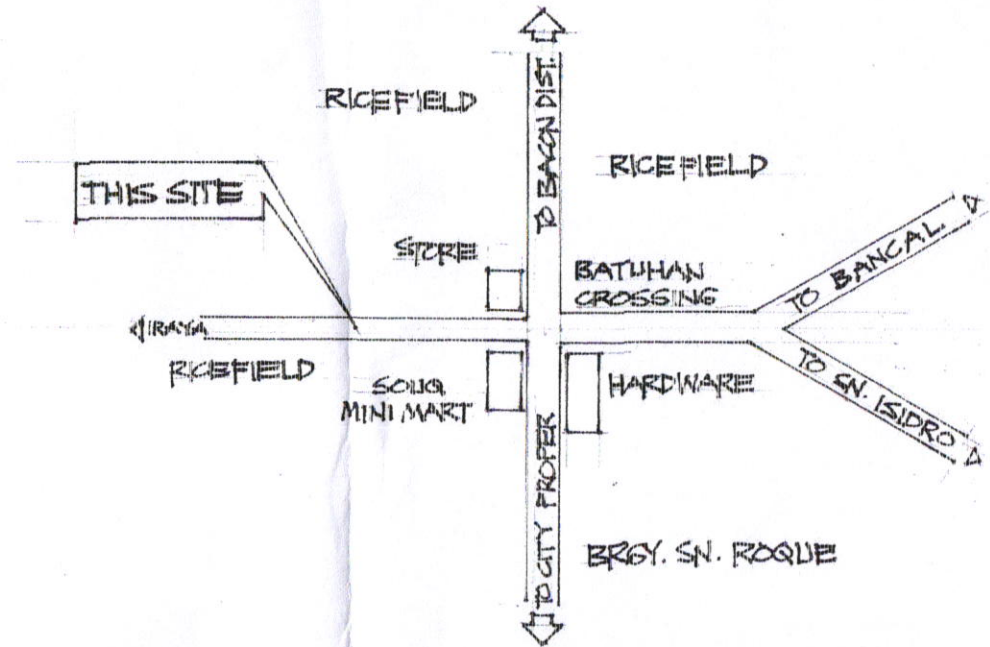 RICEFIELD
TO BACON DIST.
RICEFIELD
THIS SITE
STORE
BATUHAN
CROSSING
TO BANCAL
RICEFIELD
MINI MART
HARDWARE
TO SN. ISIDRO
TO CITY PROPER
BRGY. SN. ROQUE